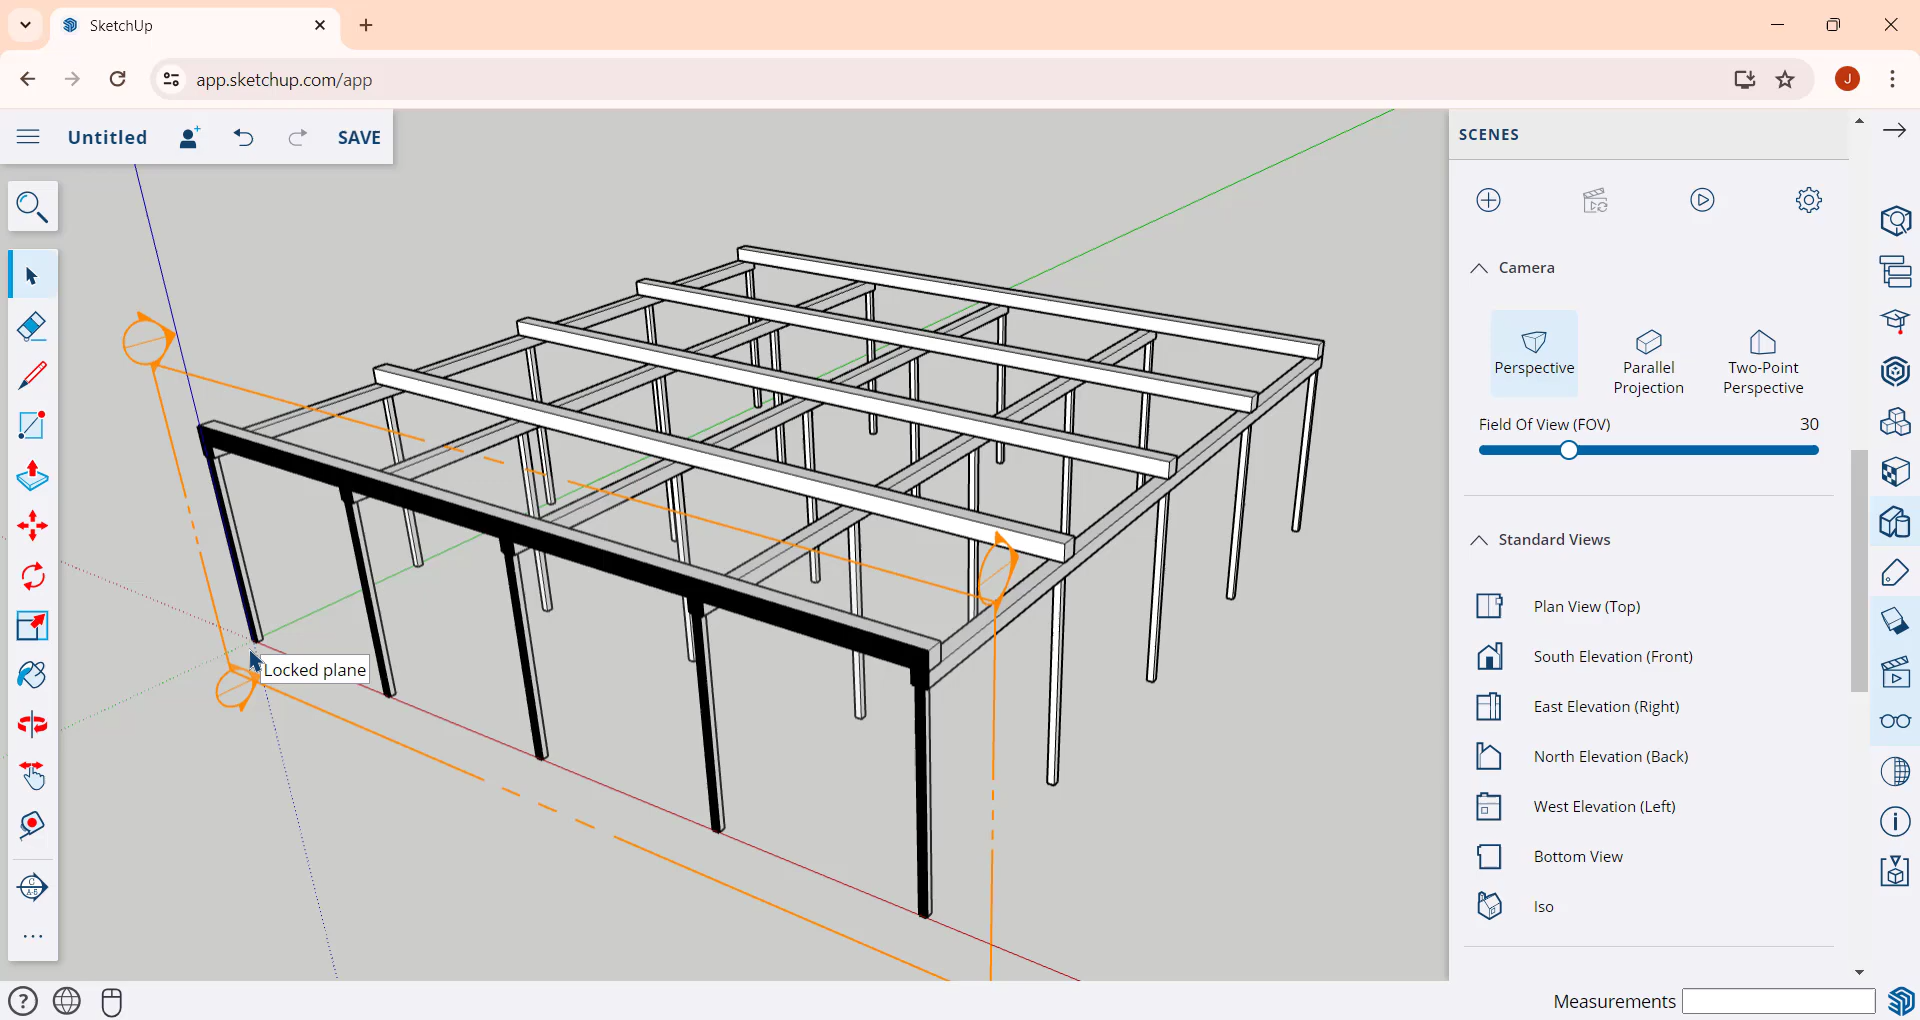 SketchUp
app.sketchup.com/app
J
Untitled
SAVE
SCENES
Camera
Perspective
Parallel
Projection
Two-Point
Perspective
Field Of View (FOV)
30
Standard Views
Plan View (Top)
South Elevation (Front)
East Elevation (Right)
North Elevation (Back)
West Elevation (Left)
Bottom View
Iso
Locked plane
C
A-5
Measurements